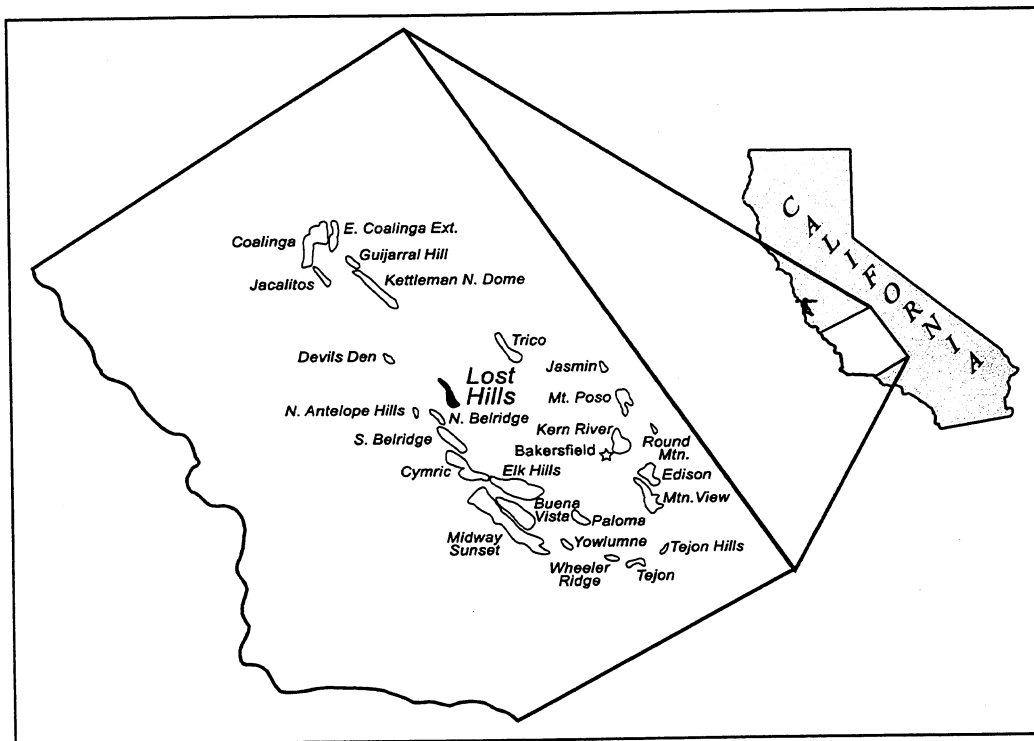 E. Coalinga Ext.
Coalinga
Guijarral Hill
Jacalitos
Kettleman N. Dome
CALIFORNIA
Trico
Devils Den
Jasmin
Lost
Hills
Mt. Poso
N. Antelope Hills
N. Belridge
S. Belridge
Kern River
Bakersfield
Round
Mtn.
Cymric
Elk Hills
Edison
Mtn. View
Buena
Vista
Paloma
Midway
Sunset
Yowlumne
Tejon Hills
Wheeler
Ridge
Tejon